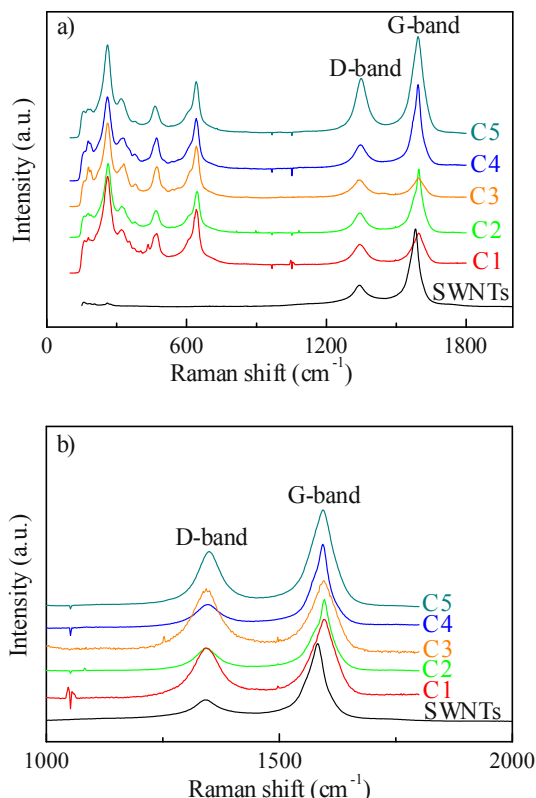 a)
G-band
D-band
C5
C4
C3
C2
C1
SWNTs
Intensity (a.u.)
0 600 1200 1800
Raman shift (cm⁻¹)
b)
G-band
D-band
C5
C4
C3
C2
C1
SWNTs
Intensity (a.u.)
1000 1500 2000
Raman shift (cm⁻¹)